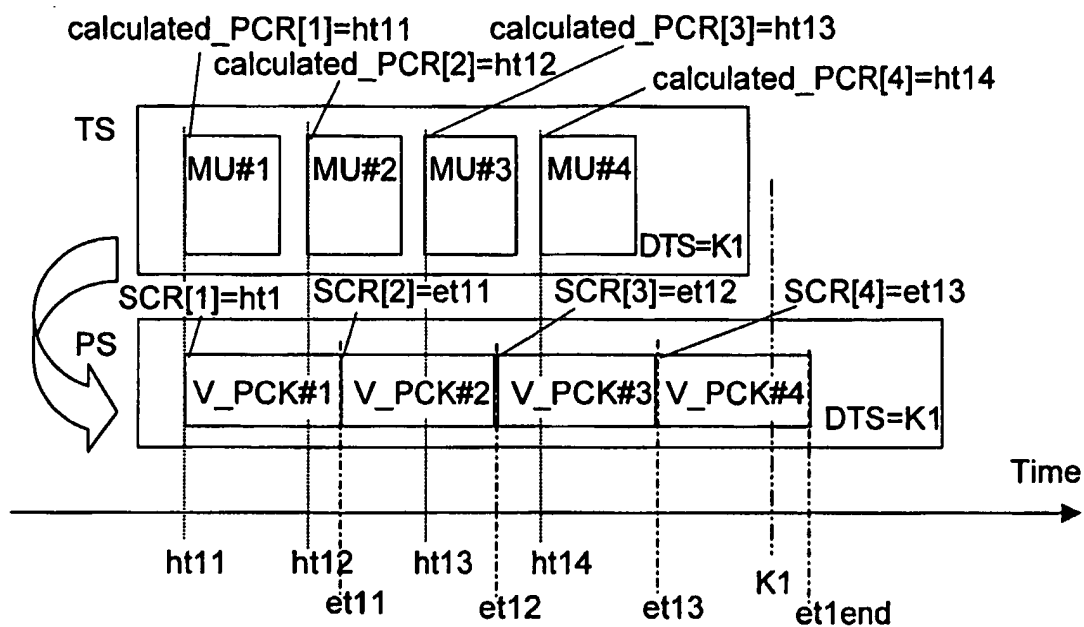 calculated_PCR[1]=ht11 calculated_PCR[3]=ht13
calculated_PCR[2]=ht12 calculated_PCR[4]=ht14
TS
MU#1 MU#2 MU#3 MU#4
DTS=K1
SCR[1]=ht1 SCR[2]=et11 SCR[3]=et12 SCR[4]=et13
PS
V_PCK#1 V_PCK#2 V_PCK#3 V_PCK#4
DTS=K1
Time
ht11 ht12 ht13 ht14 K1
et11 et12 et13 et1end